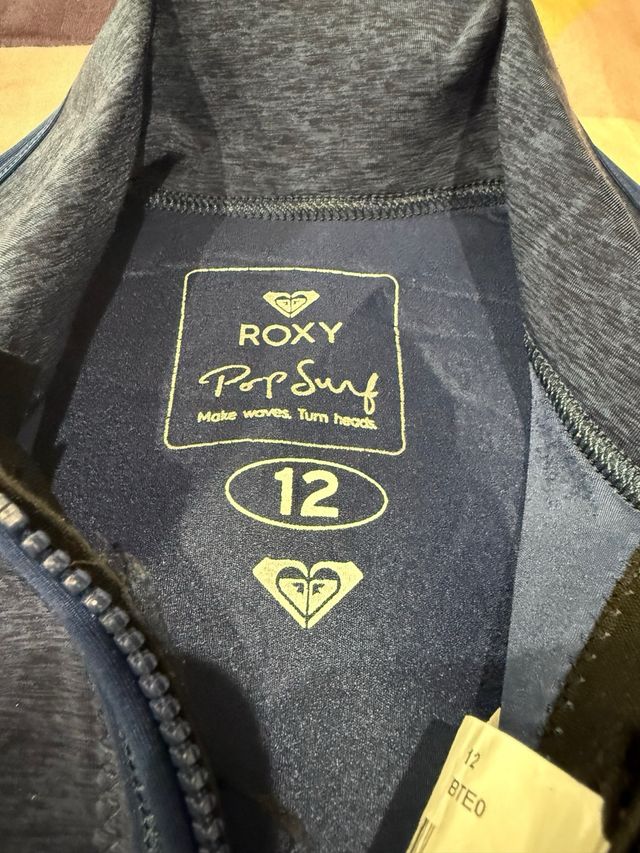 ROXY
Pop Surf
Make waves. Turn heads.
12
12
BTE0